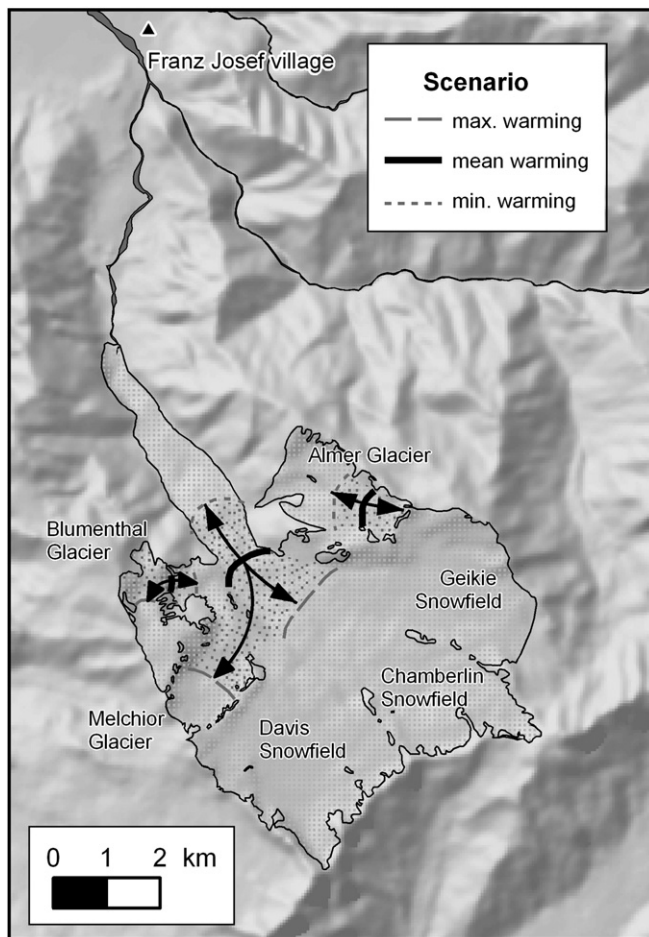 Franz Josef village
Scenario
max. warming
mean warming
min. warming
Almer Glacier
Blumenthal
Glacier
Geikie
Snowfield
Chamberlin
Snowfield
Melchior
Glacier
Davis
Snowfield
0 1 2 km